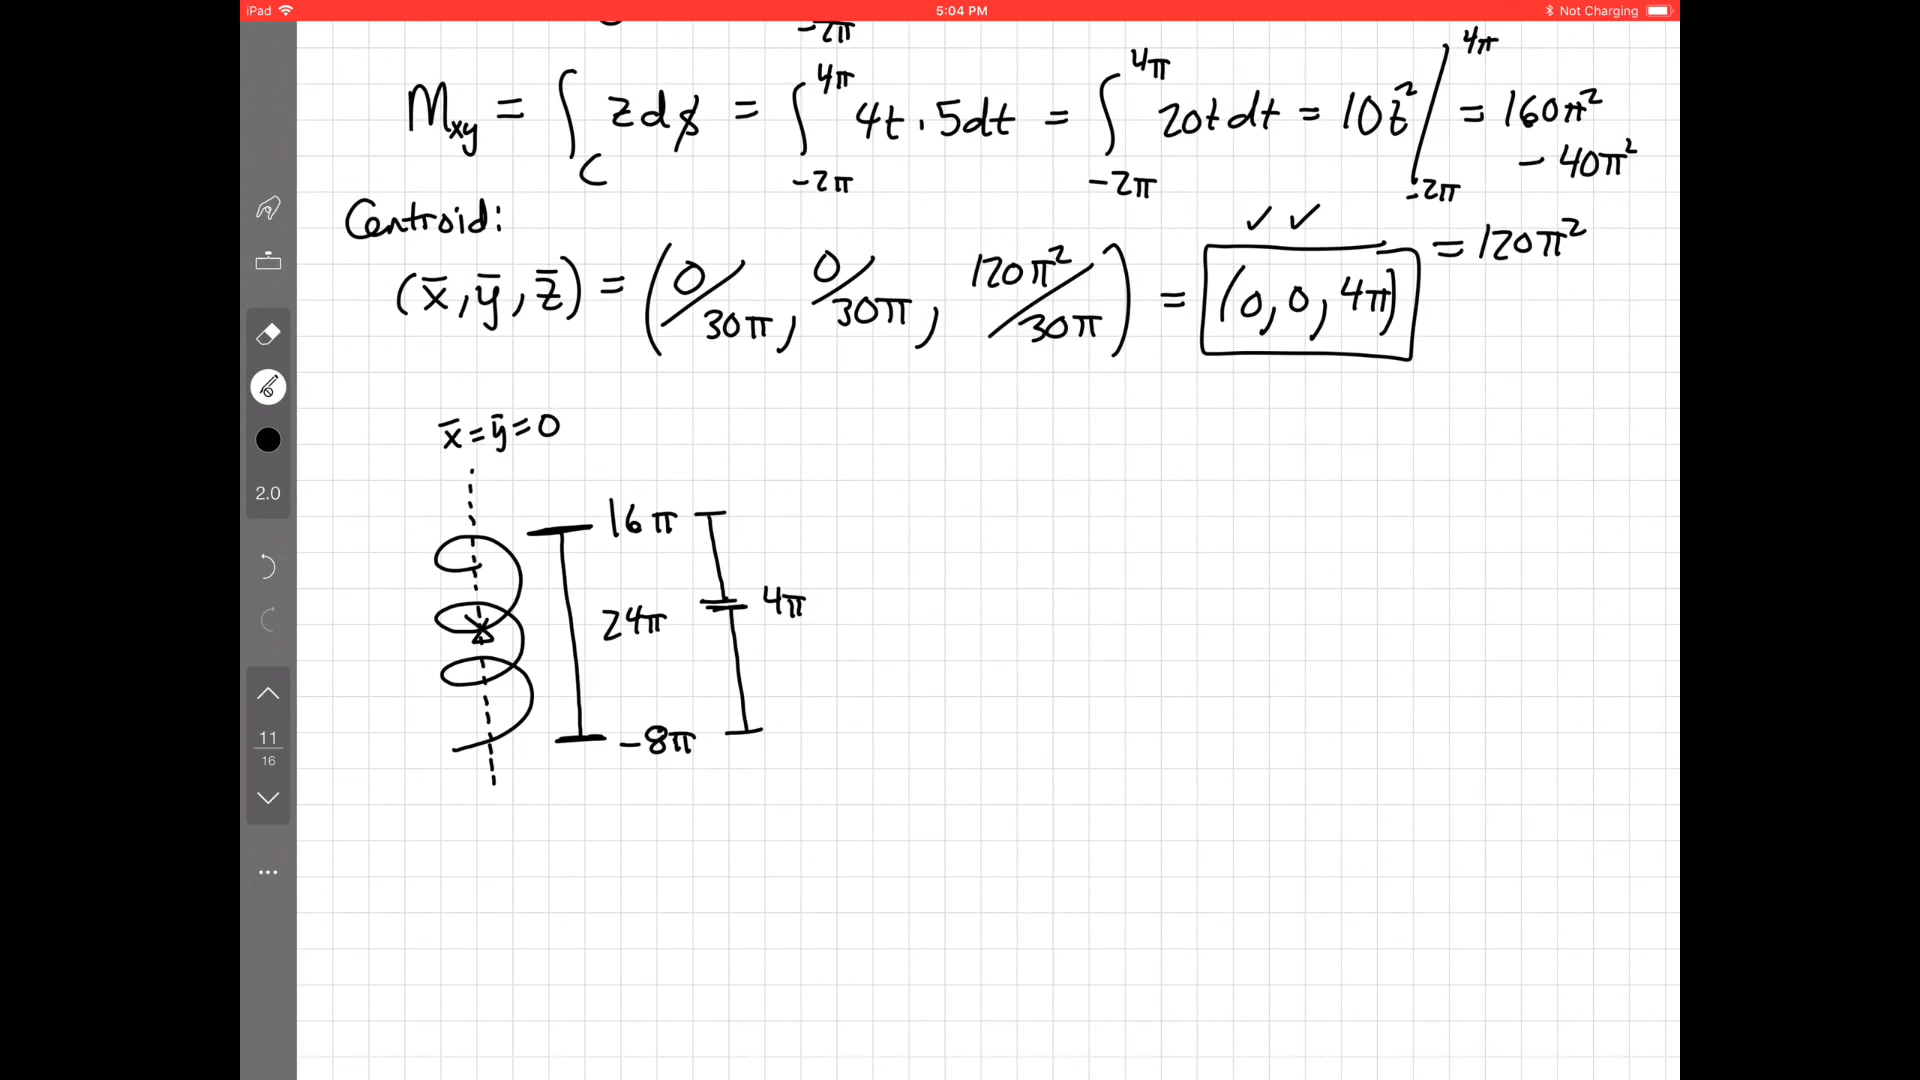 iPad 5:04 PM Not Charging
-2π
M_xy = ∫_C z ds = ∫_{-2π}^{4π} 4t · 5dt = ∫_{-2π}^{4π} 20t dt = 10t² |_{-2π}^{4π} = 160π²
- 40π²
Centroid:
= 120π²
(x̄, ȳ, z̄) = (0/30π, 0/30π, 120π²/30π) = (0, 0, 4π)
x̄ = ȳ = 0
2.0
16π
4π
24π
-8π
11
16